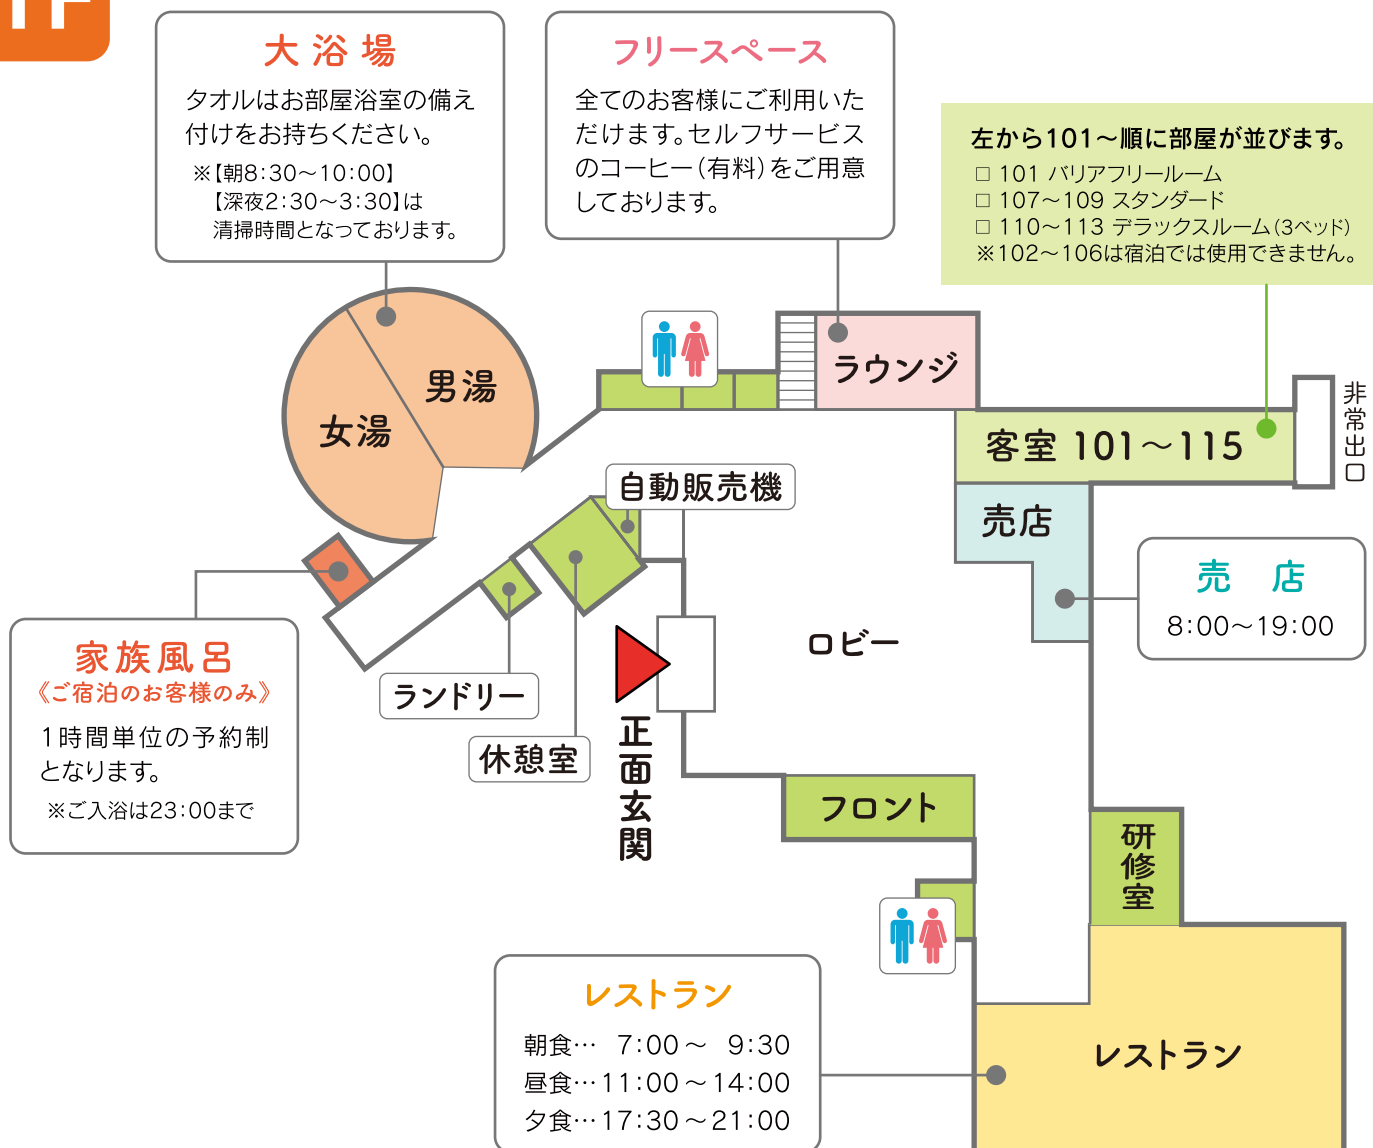 1F
大浴場
タオルはお部屋浴室の備え
付けをお持ちください。
※【朝8:30～10:00】
【深夜2:30～3:30】は
清掃時間となっております。
フリースペース
全てのお客様にご利用いた
だけます。セルフサービス
のコーヒー(有料)をご用意
しております。
左から101～順に部屋が並びます。
□ 101 バリアフリールーム
□ 107～109 スタンダード
□ 110～113 デラックスルーム(3ベッド)
※102～106は宿泊では使用できません。
ラウンジ
男湯
女湯
客室 101～115
非常出口
自動販売機
売店
売 店
8:00～19:00
家族風呂
《ご宿泊のお客様のみ》
1時間単位の予約制
となります。
※ご入浴は23:00まで
ランドリー
休憩室
正面玄関
ロビー
フロント
研修室
レストラン
朝食… 7:00～ 9:30
昼食…11:00～14:00
夕食…17:30～21:00
レストラン